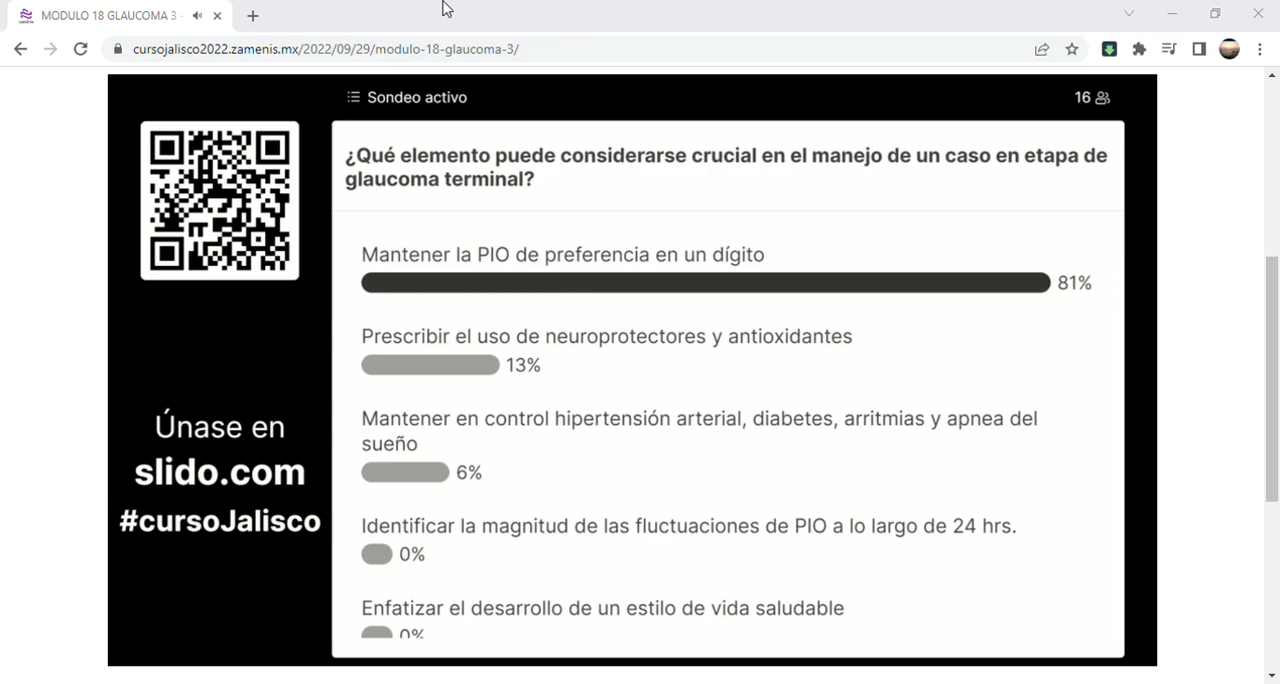 MODULO 18 GLAUCOMA 3 -
cursojalisco2022.zamenis.mx/2022/09/29/modulo-18-glaucoma-3/
Sondeo activo
16
¿Qué elemento puede considerarse crucial en el manejo de un caso en etapa de
glaucoma terminal?
Mantener la PIO de preferencia en un dígito
81%
Prescribir el uso de neuroprotectores y antioxidantes
13%
Mantener en control hipertensión arterial, diabetes, arritmias y apnea del
sueño
6%
Identificar la magnitud de las fluctuaciones de PIO a lo largo de 24 hrs.
0%
Enfatizar el desarrollo de un estilo de vida saludable
0%
Únase en
slido.com
#cursoJalisco